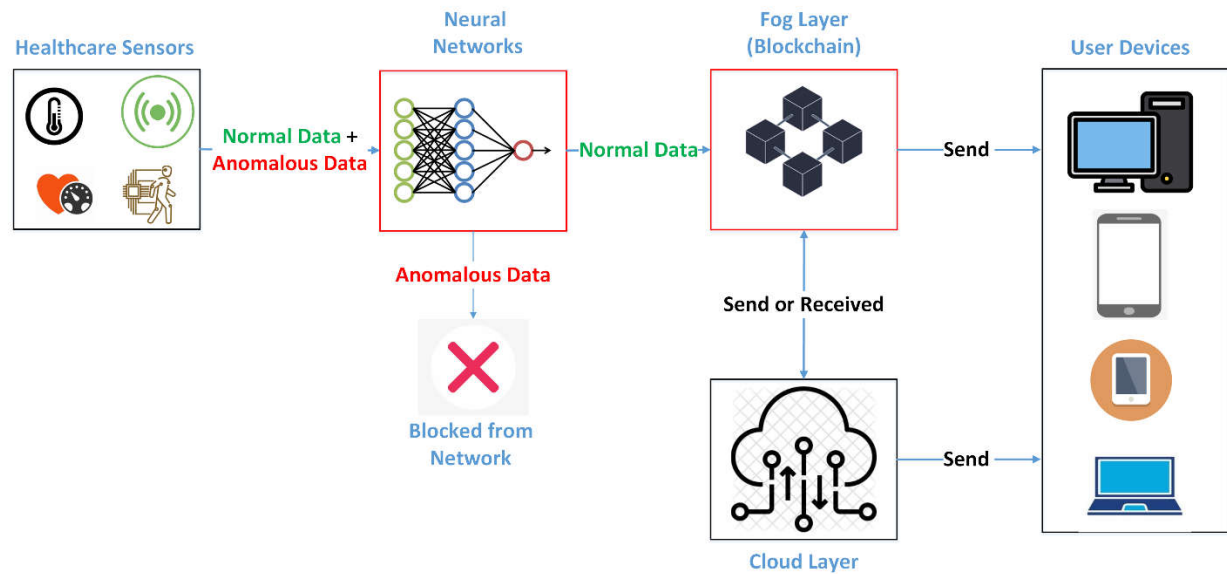 Healthcare Sensors
Neural
Networks
Fog Layer
(Blockchain)
User Devices
Normal Data +
Anomalous Data
Normal Data
Send
Anomalous Data
Send or Received
Blocked from
Network
Send
Cloud Layer